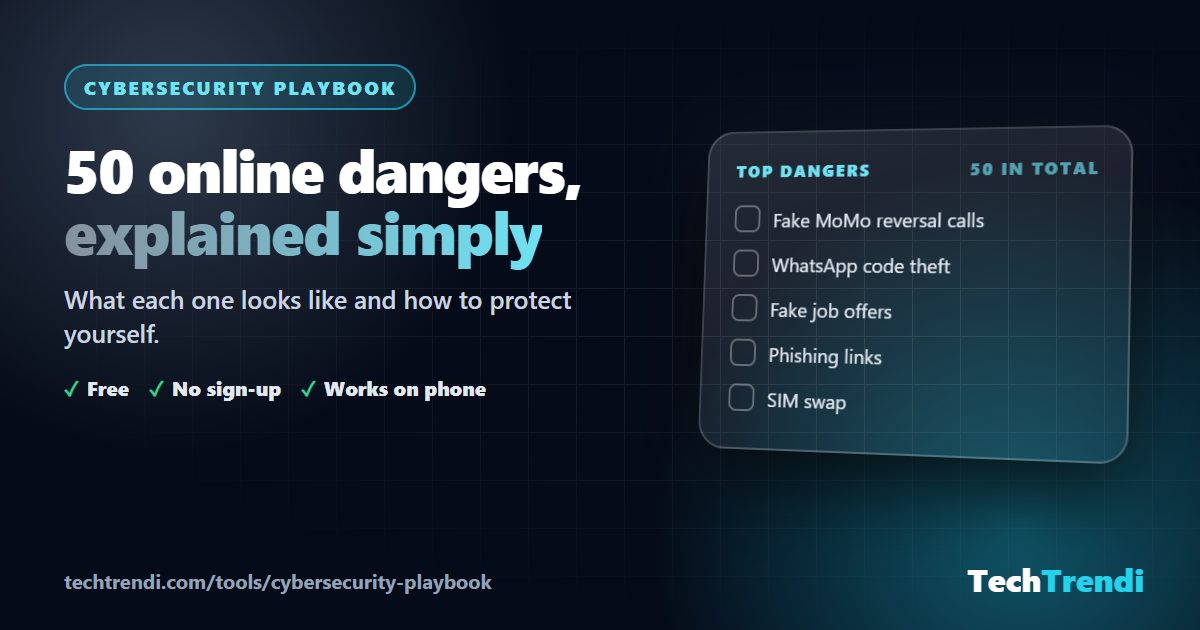 CYBERSECURITY PLAYBOOK
50 online dangers,
explained simply
What each one looks like and how to protect
yourself.
✓ Free ✓ No sign-up ✓ Works on phone
TOP DANGERS 50 IN TOTAL
Fake MoMo reversal calls
WhatsApp code theft
Fake job offers
Phishing links
SIM swap
techtrendi.com/tools/cybersecurity-playbook
TechTrendi